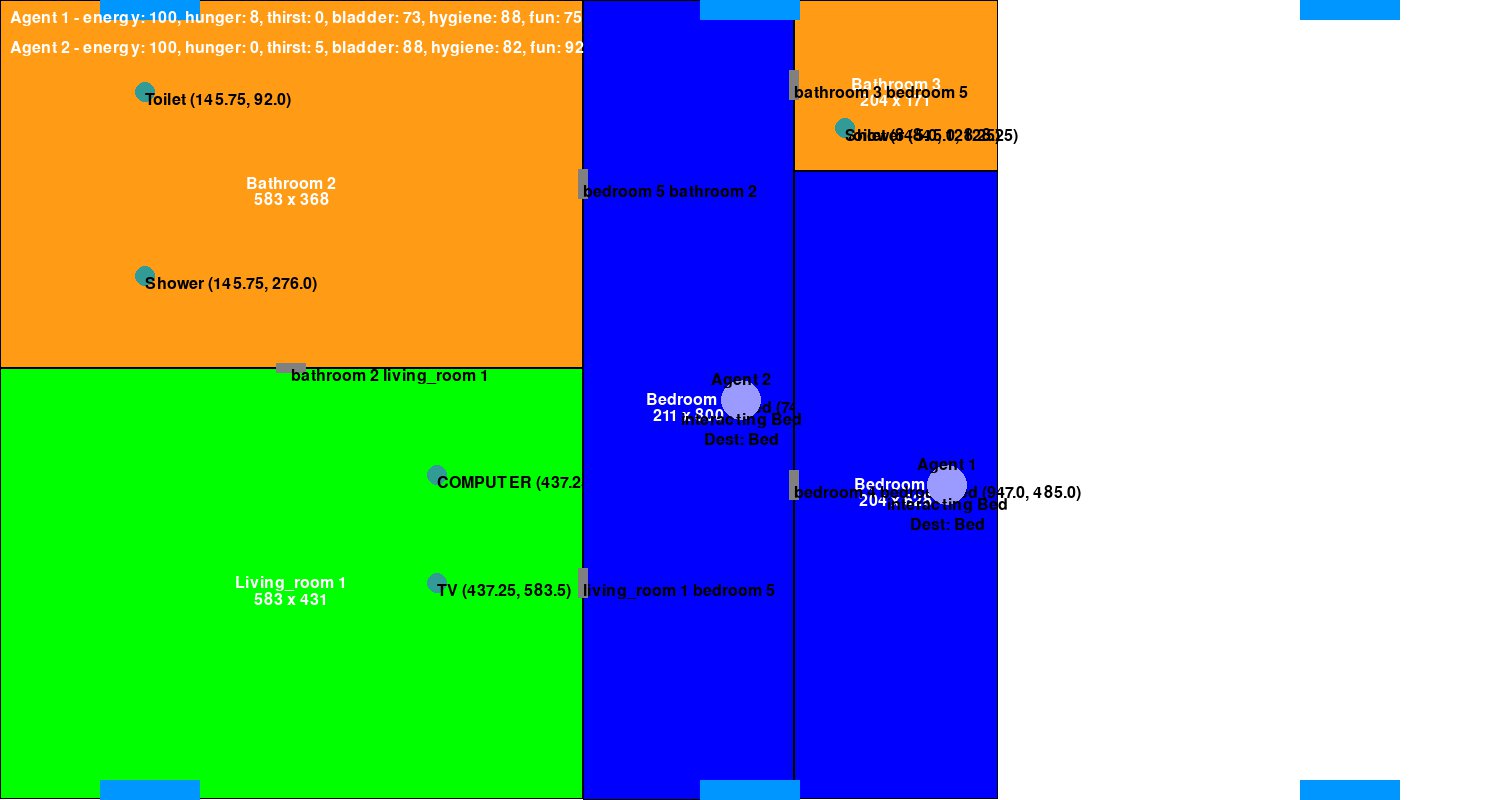 Agent 1 - energy: 100, hunger: 8, thirst: 0, bladder: 73, hygiene: 88, fun: 75
Agent 2 - energy: 100, hunger: 0, thirst: 5, bladder: 88, hygiene: 82, fun: 92
Toilet (145.75, 92.0)
Bathroom 3
204 x 171
bathroom 3 bedroom 5
Bathroom 2
583 x 368
bedroom 5 bathroom 2
Shower (145.75, 276.0)
bathroom 2 living_room 1
Agent 2
Bedroom
211 x 800
Interacting Bed
Dest: Bed
COMPUTER (437.2
Agent 1
Bedroom
bedroom 4
(947.0, 485.0)
Interacting Bed
Dest: Bed
Living_room 1
583 x 431
TV (437.25, 583.5)
living_room 1 bedroom 5